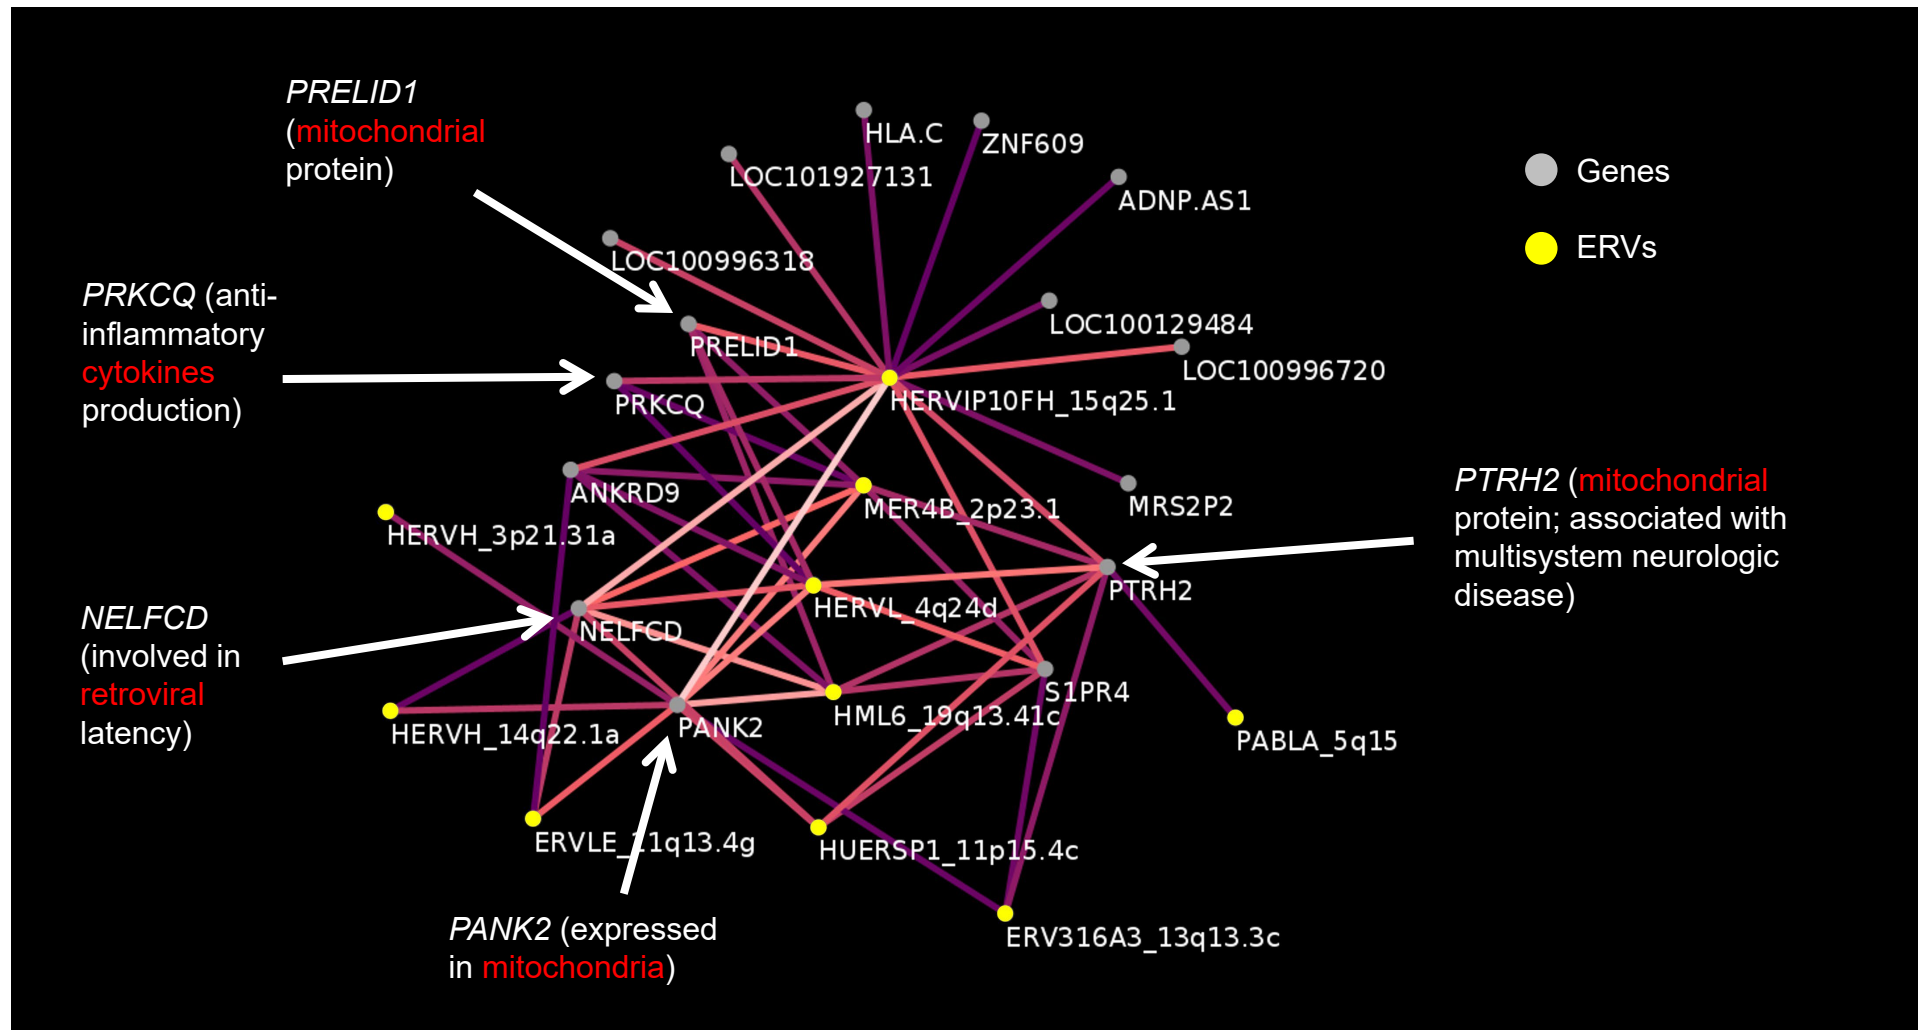 PRELID1
(mitochondrial
protein)
HLA.C
ZNF609
LOC101927131
ADNP.AS1
Genes
ERVs
LOC100996318
PRKCQ (anti-
inflammatory
cytokines
production)
LOC100129484
PRELID1
LOC100996720
PRKCQ
HERVIP10FH_15q25.1
ANKRD9
MER4B_2p23.1
MRS2P2
HERVH_3p21.31a
PTRH2 (mitochondrial
protein; associated with
multisystem neurologic
disease)
PTRH2
HERVL_4q24d
NELFCD
(involved in
retroviral
latency)
NELFCD
S1PR4
HML6_19q13.41c
PANK2
HERVH_14q22.1a
PABLA_5q15
ERVLE_11q13.4g
HUERSP1_11p15.4c
PANK2 (expressed
in mitochondria)
ERV316A3_13q13.3c